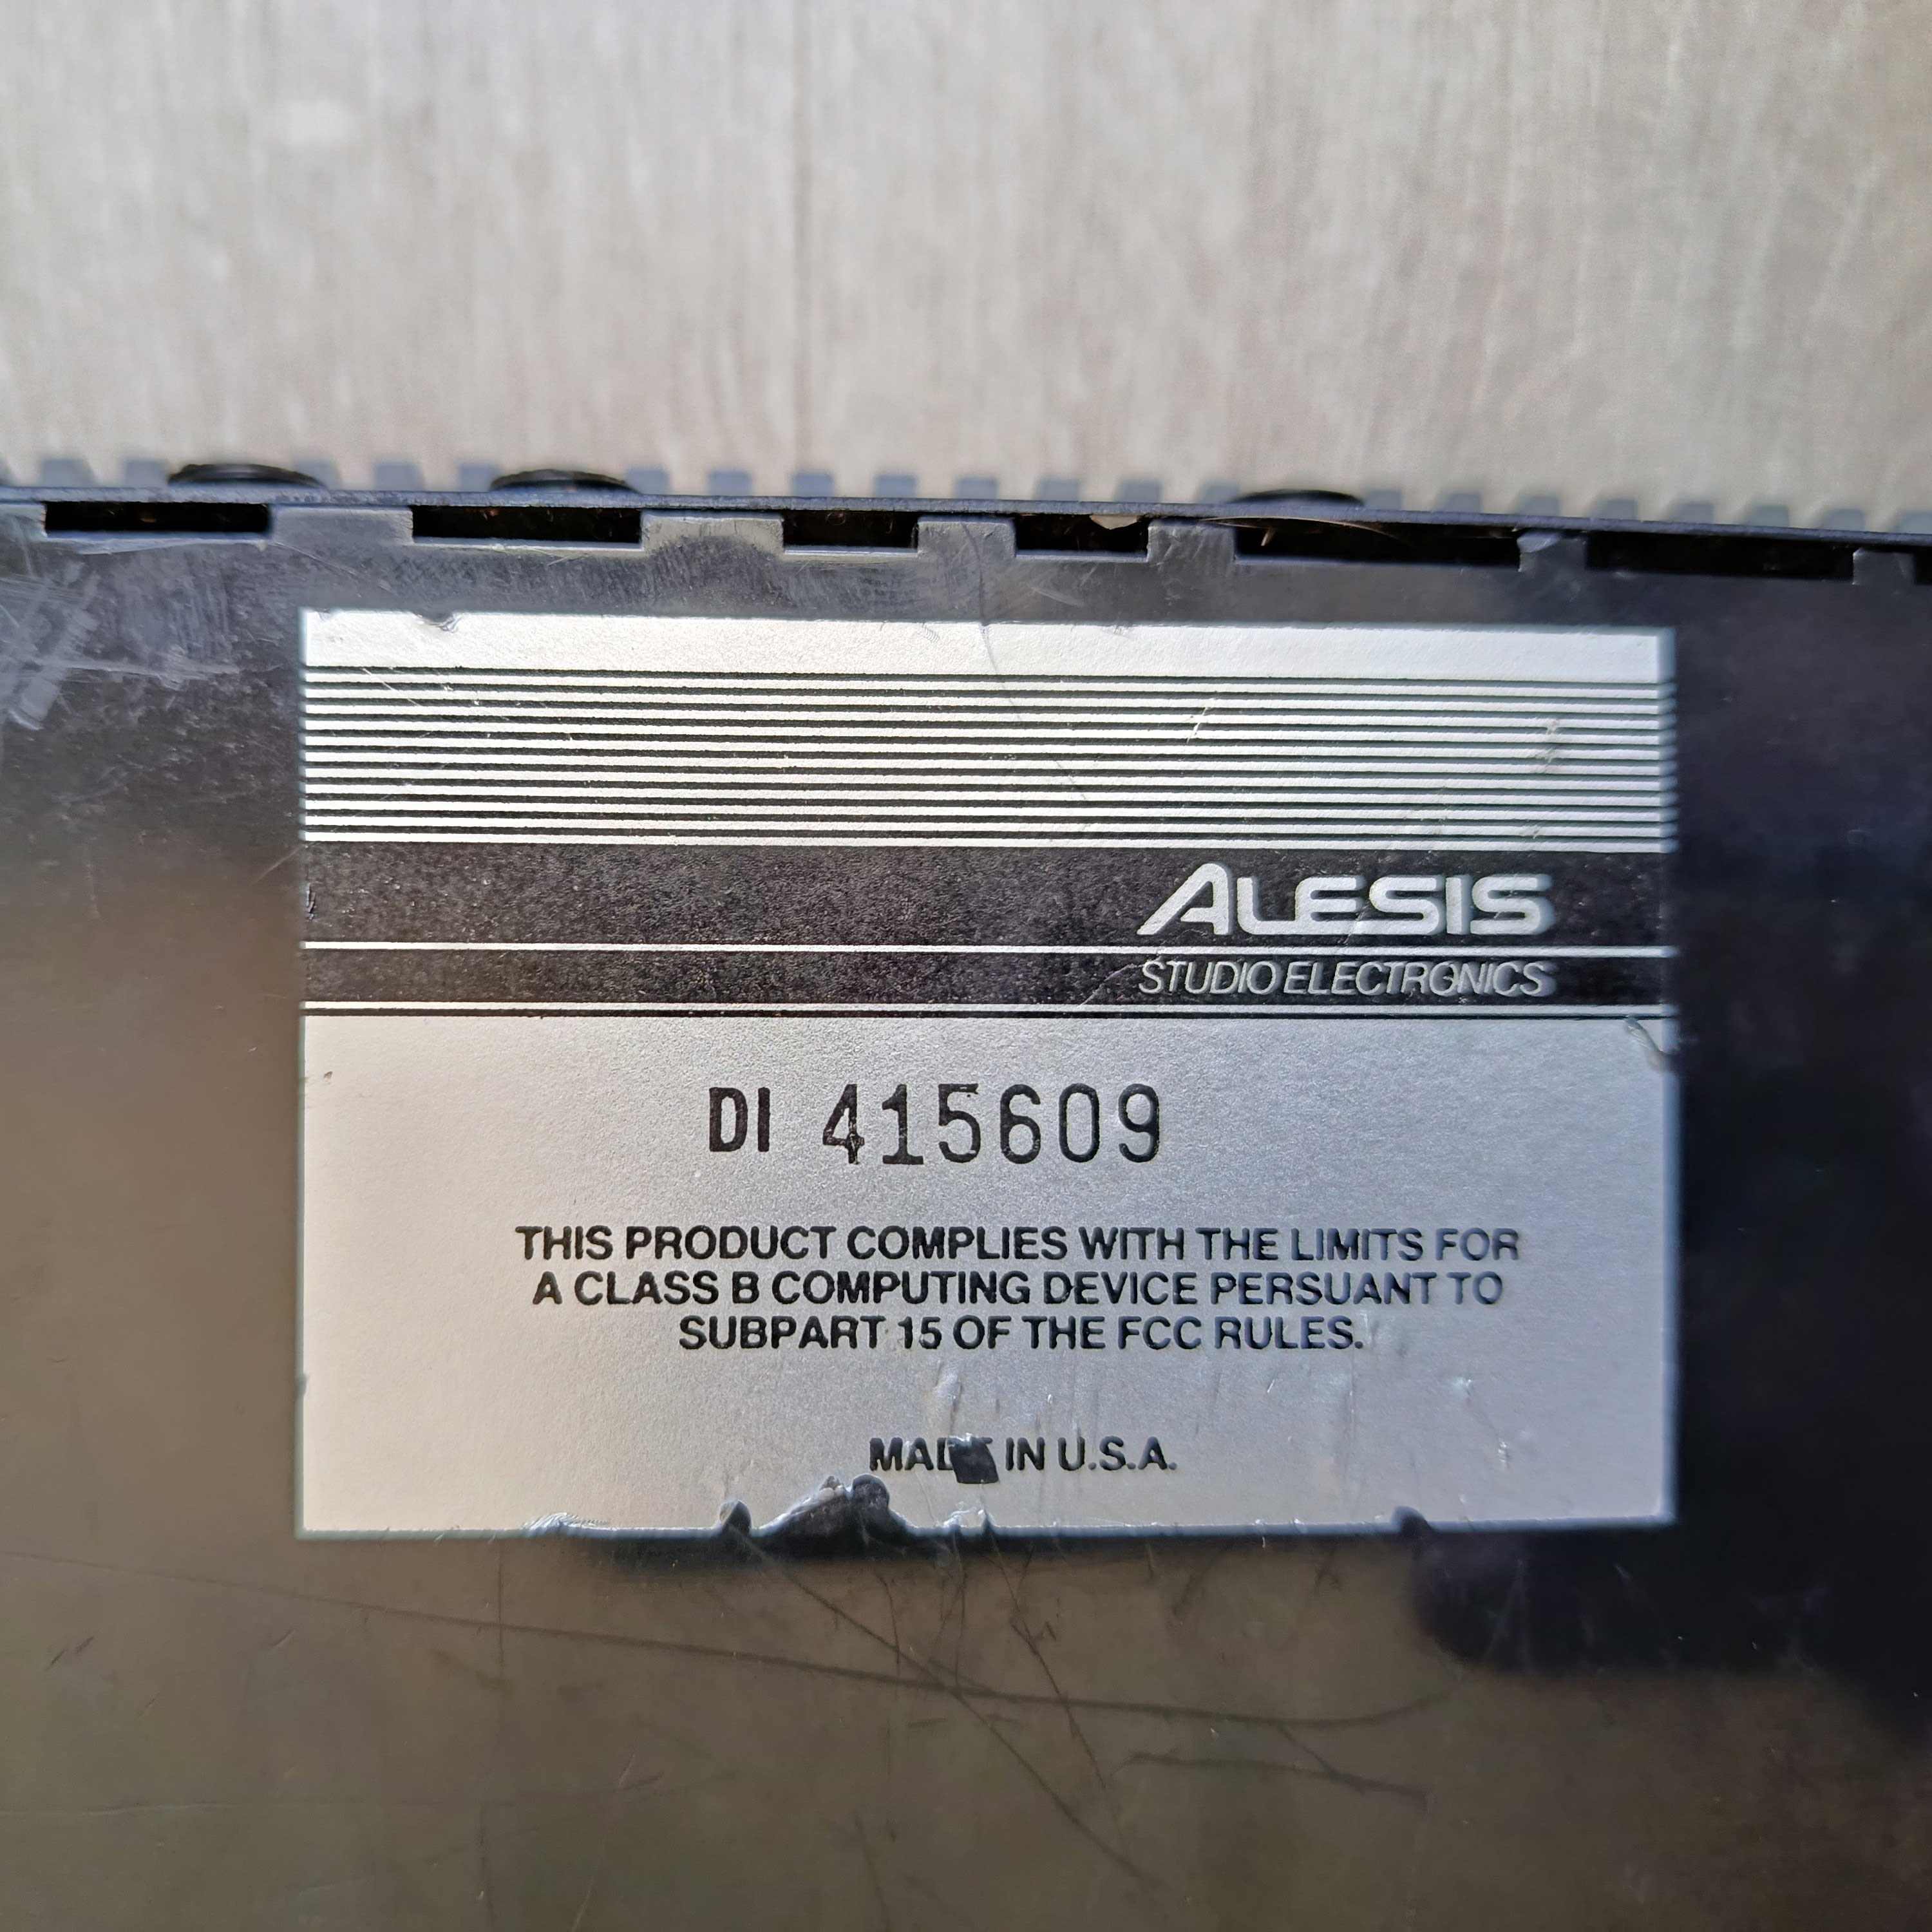 ALESIS
STUDIO ELECTRONICS
DI 415609
THIS PRODUCT COMPLIES WITH THE LIMITS FOR
A CLASS B COMPUTING DEVICE PERSUANT TO
SUBPART 15 OF THE FCC RULES.
MADE IN U.S.A.